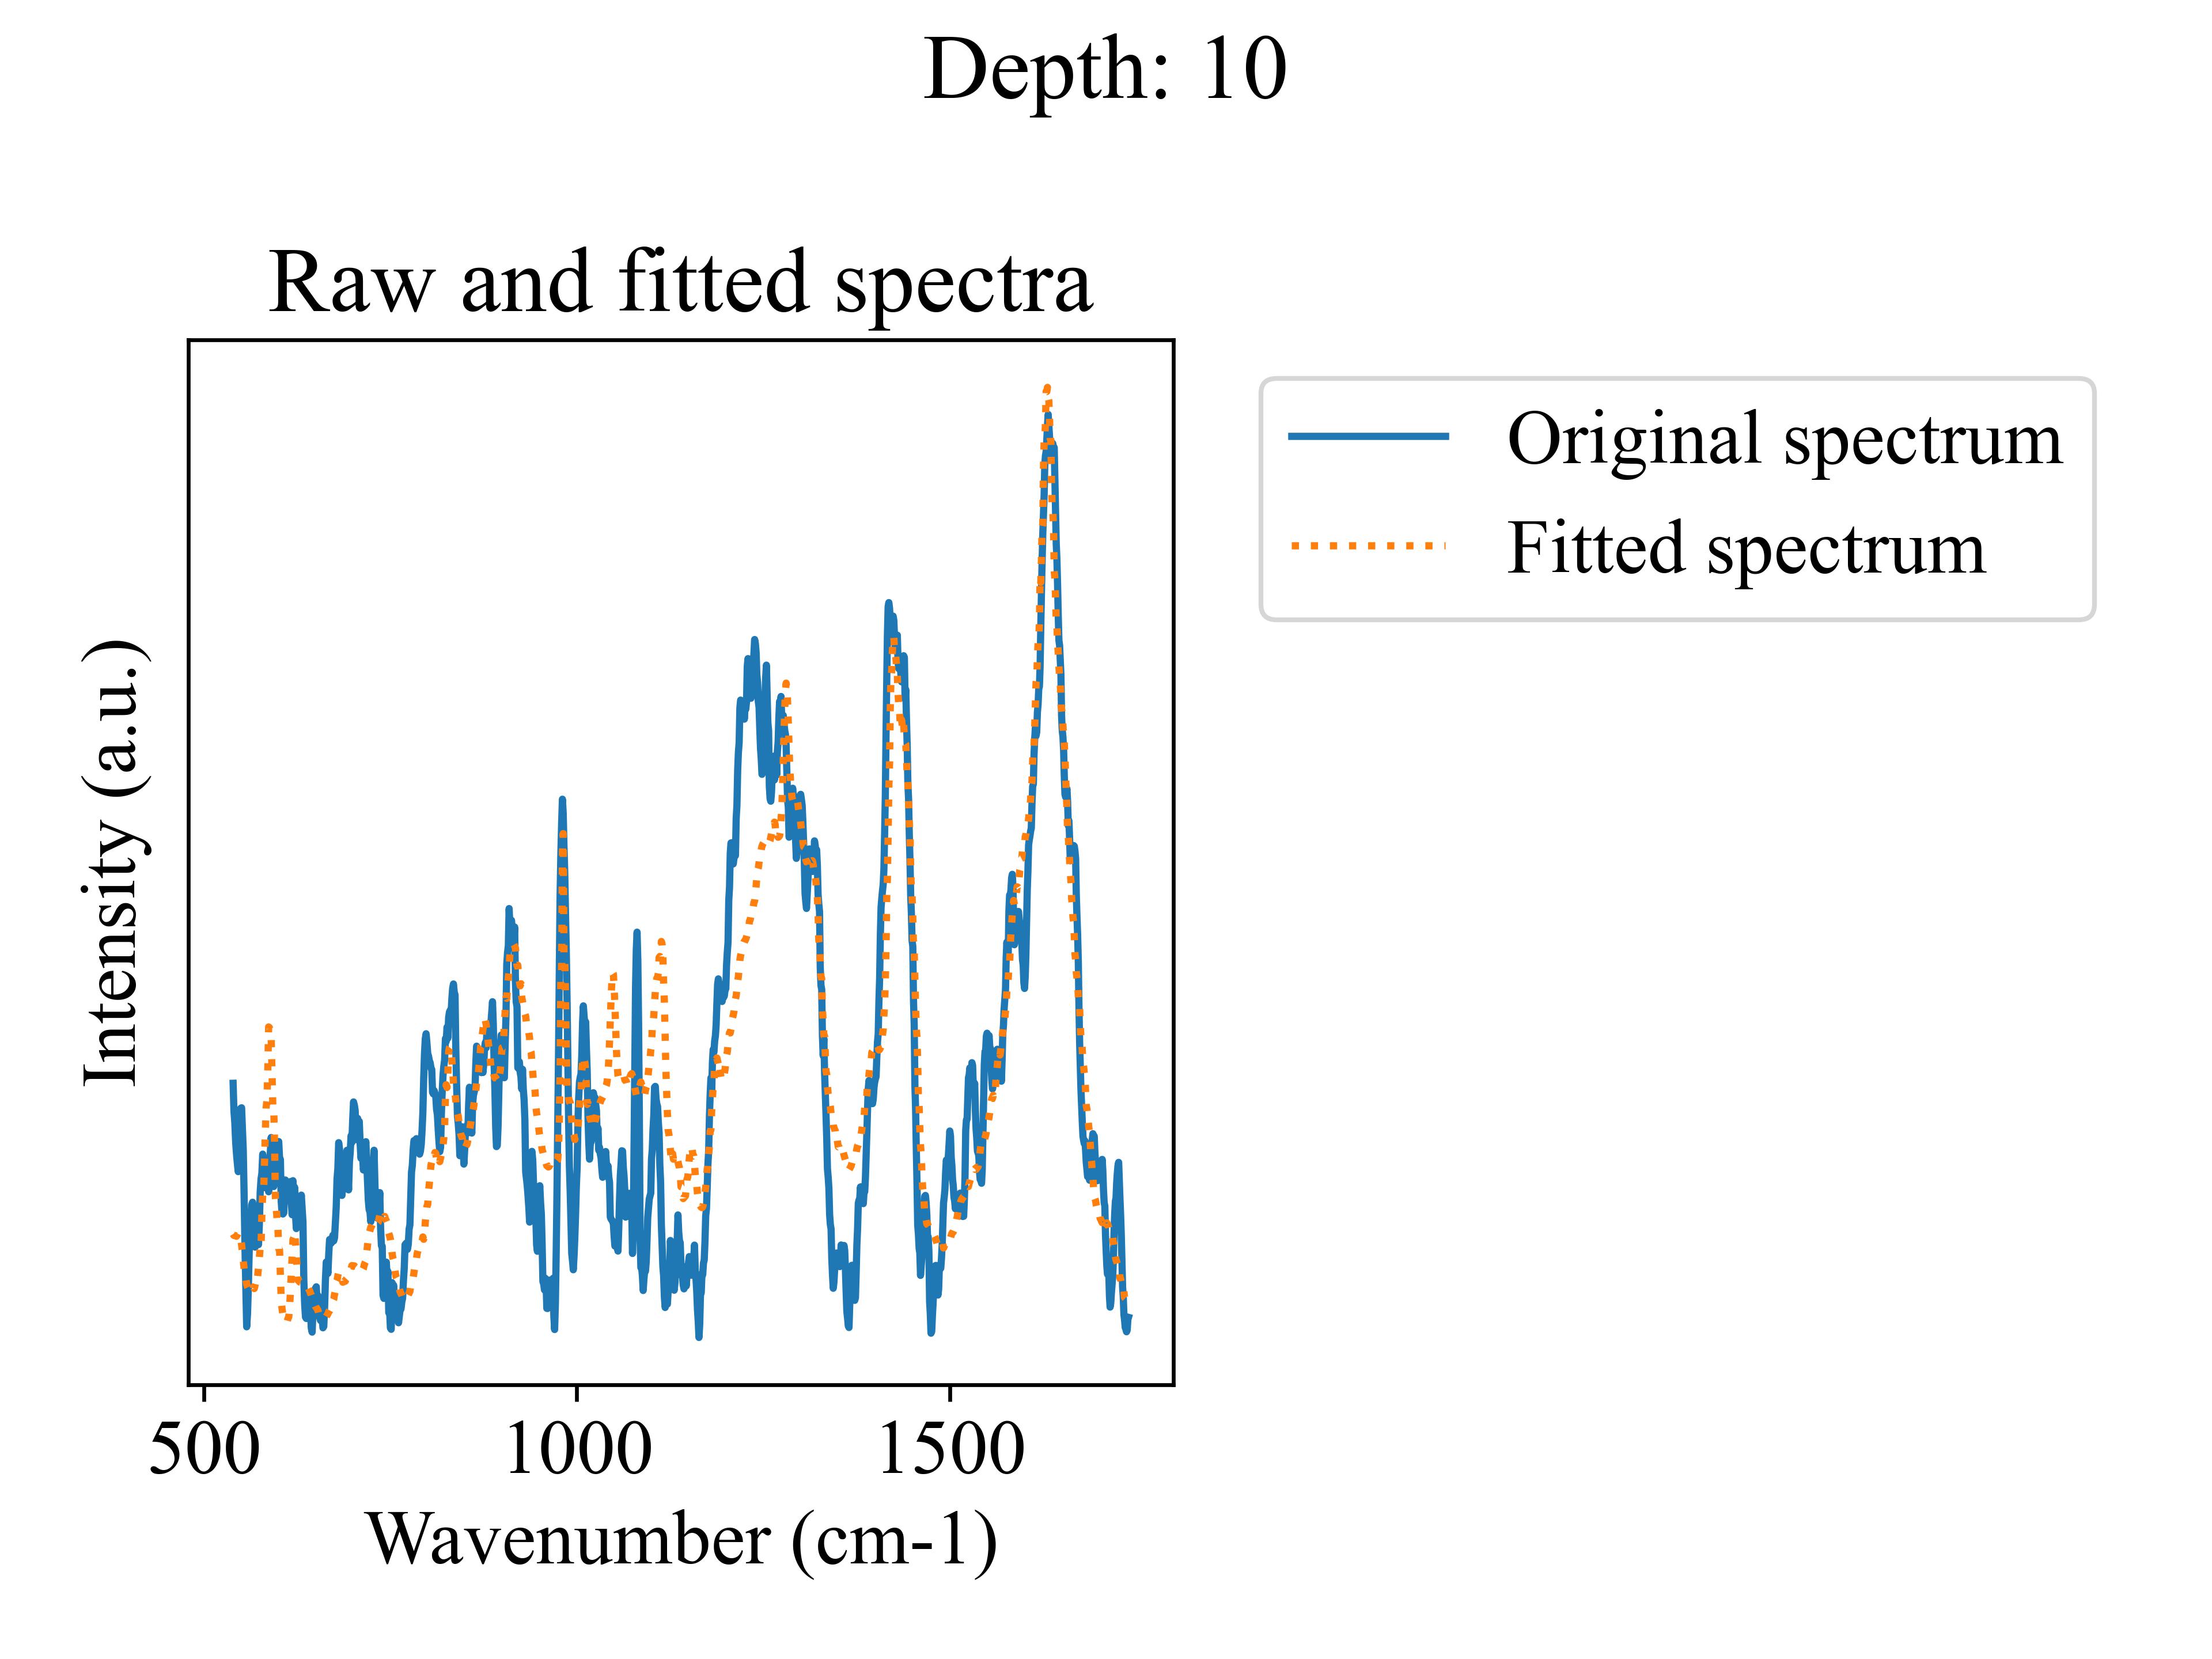 Depth: 10
Raw and fitted spectra
Original spectrum
Fitted spectrum
Intensity (a.u.)
500 1000 1500
Wavenumber (cm-1)